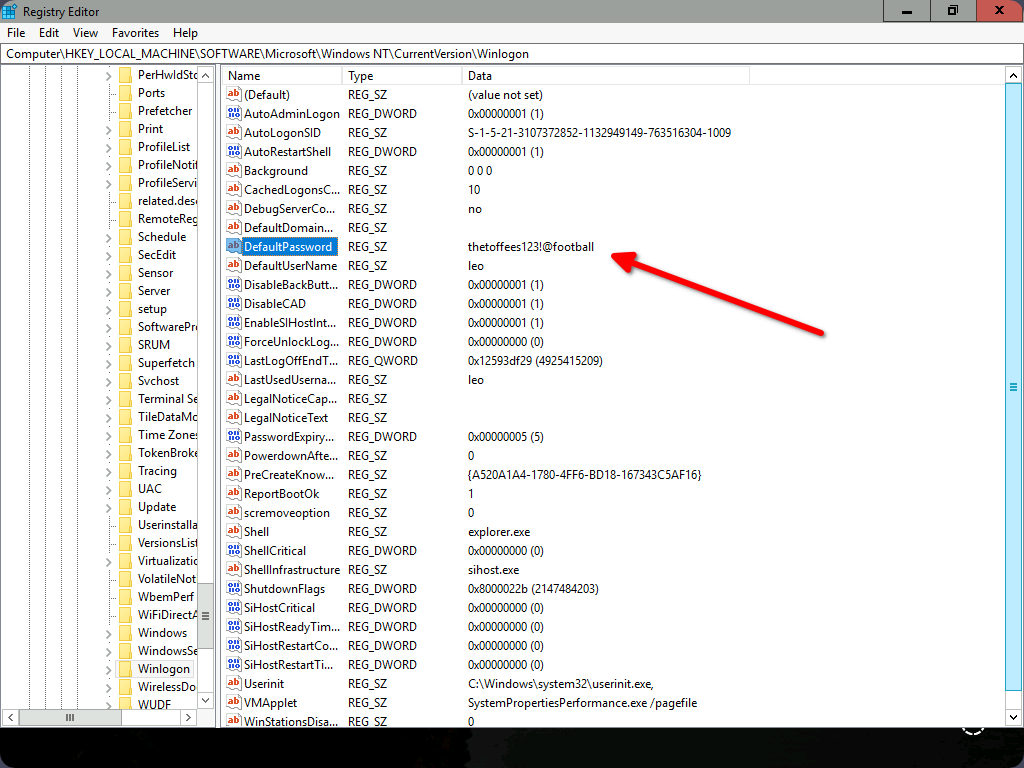 Registry Editor
File Edit View Favorites Help
Computer\HKEY_LOCAL_MACHINE\SOFTWARE\Microsoft\Windows NT\CurrentVersion\Winlogon
PerHwIdSto
Ports
Prefetcher
Print
ProfileList
ProfileNotif
ProfileServi
related.desc
RemoteReg
Schedule
SecEdit
Sensor
Server
setup
SoftwarePro
SRUM
Superfetch
Svchost
Terminal Se
TileDataMo
Time Zones
TokenBroke
Tracing
UAC
Update
Userinstalla
VersionsList
Virtualizatio
VolatileNot
WbemPerf
WiFiDirectA
Windows
WindowsSe
Winlogon
WirelessDo
WUDF
Name Type Data
(Default) REG_SZ (value not set)
AutoAdminLogon REG_DWORD 0x00000001 (1)
AutoLogonSID REG_SZ S-1-5-21-3107372852-1132949149-763516304-1009
AutoRestartShell REG_DWORD 0x00000001 (1)
Background REG_SZ 0 0 0
CachedLogonsC... REG_SZ 10
DebugServerCo... REG_SZ no
DefaultDomain... REG_SZ
DefaultPassword REG_SZ thetoffees123!@football
DefaultUserName REG_SZ leo
DisableBackButt... REG_DWORD 0x00000001 (1)
DisableCAD REG_DWORD 0x00000001 (1)
EnableSIHostInt... REG_DWORD 0x00000001 (1)
ForceUnlockLog... REG_DWORD 0x00000000 (0)
LastLogOffEndT... REG_QWORD 0x12593df29 (4925415209)
LastUsedUserna... REG_SZ leo
LegalNoticeCap... REG_SZ
LegalNoticeText REG_SZ
PasswordExpiry... REG_DWORD 0x00000005 (5)
PowerdownAfte... REG_SZ 0
PreCreateKnow... REG_SZ {A520A1A4-1780-4FF6-BD18-167343C5AF16}
ReportBootOk REG_SZ 1
scremoveoption REG_SZ 0
Shell REG_SZ explorer.exe
ShellCritical REG_DWORD 0x00000000 (0)
ShellInfrastructure REG_SZ sihost.exe
ShutdownFlags REG_DWORD 0x8000022b (2147484203)
SiHostCritical REG_DWORD 0x00000000 (0)
SiHostReadyTim... REG_DWORD 0x00000000 (0)
SiHostRestartCo... REG_DWORD 0x00000000 (0)
SiHostRestartTi... REG_DWORD 0x00000000 (0)
Userinit REG_SZ C:\Windows\system32\userinit.exe,
VMApplet REG_SZ SystemPropertiesPerformance.exe /pagefile
WinStationsDisa... REG_SZ 0